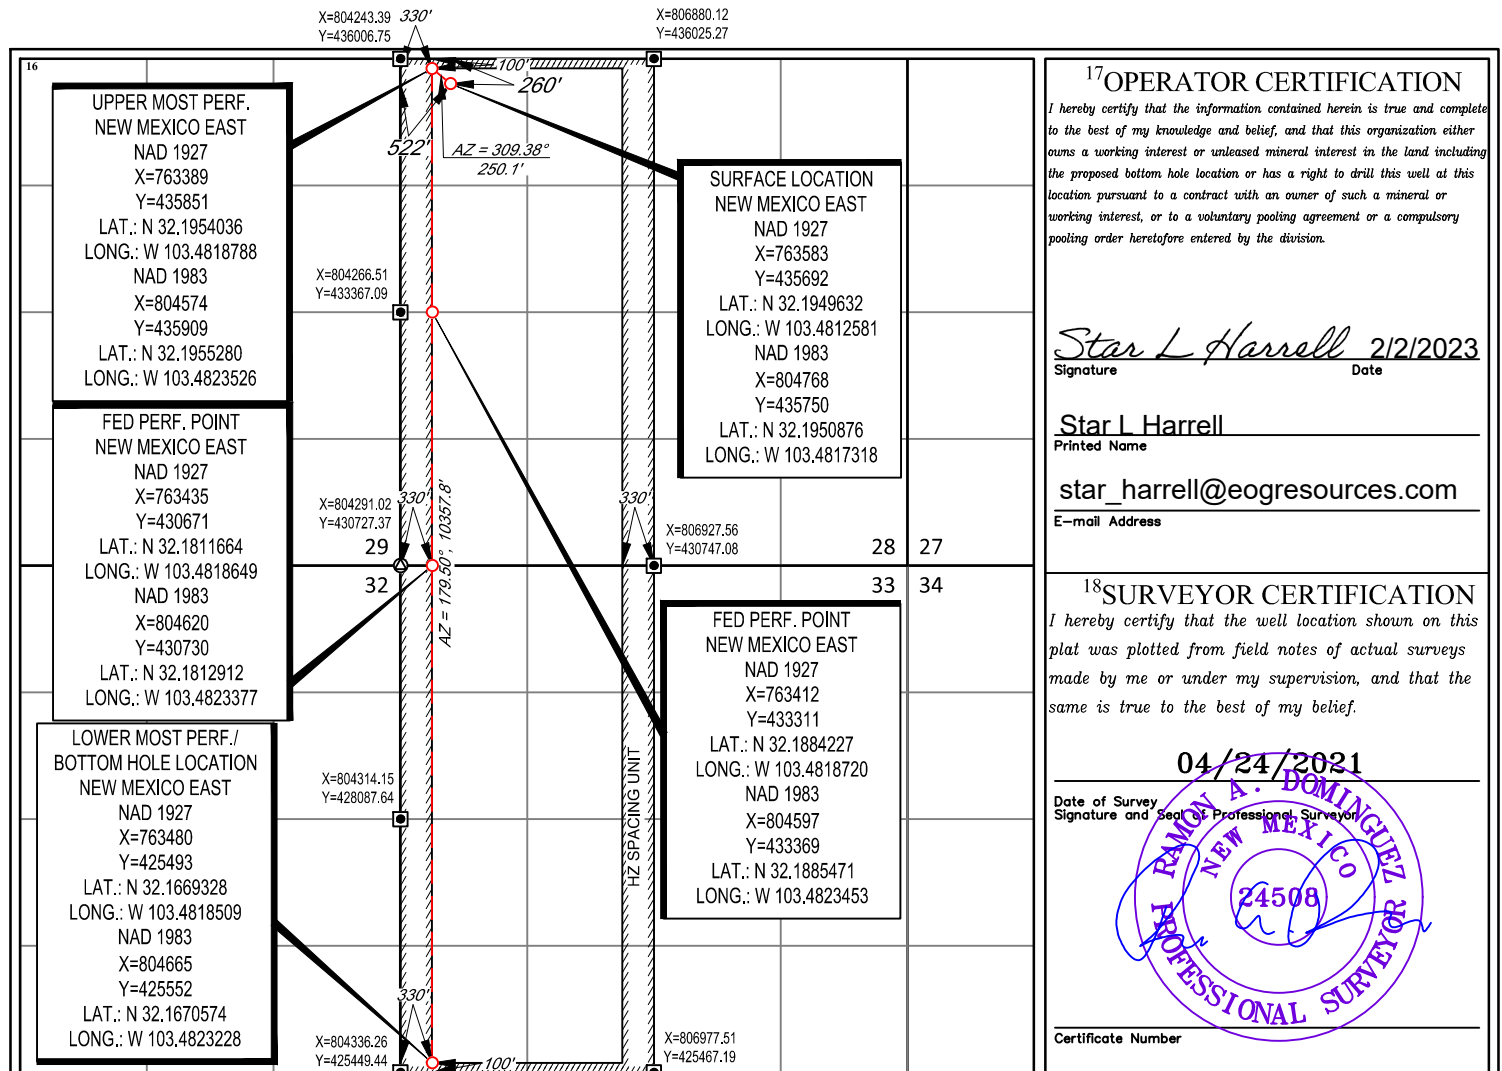 X=804243.39
Y=436006.75
330'
X=806880.12
Y=436025.27
16
100'
260'
522'
AZ = 309.38°
250.1'
UPPER MOST PERF.
NEW MEXICO EAST
NAD 1927
X=763389
Y=435851
LAT.: N 32.1954036
LONG.: W 103.4818788
NAD 1983
X=804574
Y=435909
LAT.: N 32.1955280
LONG.: W 103.4823526
SURFACE LOCATION
NEW MEXICO EAST
NAD 1927
X=763583
Y=435692
LAT.: N 32.1949632
LONG.: W 103.4812581
NAD 1983
X=804768
Y=435750
LAT.: N 32.1950876
LONG.: W 103.4817318
X=804266.51
Y=433367.09
FED PERF. POINT
NEW MEXICO EAST
NAD 1927
X=763435
Y=430671
LAT.: N 32.1811664
LONG.: W 103.4818649
NAD 1983
X=804620
Y=430730
LAT.: N 32.1812912
LONG.: W 103.4823377
X=804291.02
Y=430727.37
330'
AZ = 179.50°, 10357.8'
330'
X=806927.56
Y=430747.08
29
28
27
32
33
34
FED PERF. POINT
NEW MEXICO EAST
NAD 1927
X=763412
Y=433311
LAT.: N 32.1884227
LONG.: W 103.4818720
NAD 1983
X=804597
Y=433369
LAT.: N 32.1885471
LONG.: W 103.4823453
LOWER MOST PERF./
BOTTOM HOLE LOCATION
NEW MEXICO EAST
NAD 1927
X=763480
Y=425493
LAT.: N 32.1669328
LONG.: W 103.4818509
NAD 1983
X=804665
Y=425552
LAT.: N 32.1670574
LONG.: W 103.4823228
X=804314.15
Y=428087.64
HZ SPACING UNIT
330'
X=804336.26
Y=425449.44
100'
X=806977.51
Y=425467.19
17 OPERATOR CERTIFICATION
I hereby certify that the information contained herein is true and complete
to the best of my knowledge and belief, and that this organization either
owns a working interest or unleased mineral interest in the land including
the proposed bottom hole location or has a right to drill this well at this
location pursuant to a contract with an owner of such a mineral or
working interest, or to a voluntary pooling agreement or a compulsory
pooling order heretofore entered by the division.
Star L Harrell 2/2/2023
Signature Date
Star L Harrell
Printed Name
star_harrell@eogresources.com
E-mail Address
18 SURVEYOR CERTIFICATION
I hereby certify that the well location shown on this
plat was plotted from field notes of actual surveys
made by me or under my supervision, and that the
same is true to the best of my belief.
04/24/2021
Date of Survey
Signature and Seal of Professional Surveyor
RAMON A. DOMINGUEZ
NEW MEXICO
24508
PROFESSIONAL SURVEYOR
Certificate Number